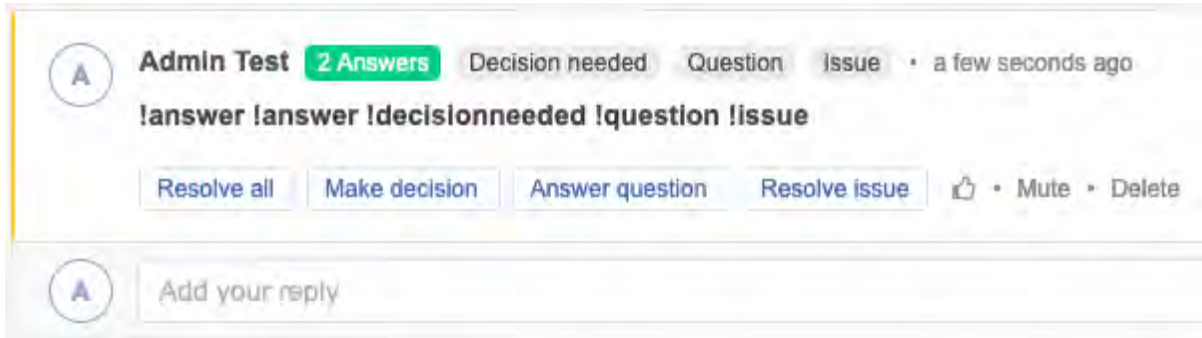 A Admin Test 2 Answers Decision needed Question Issue • a few seconds ago
!answer !answer !decisionneeded !question !issue
Resolve all Make decision Answer question Resolve issue • Mute • Delete
A Add your reply